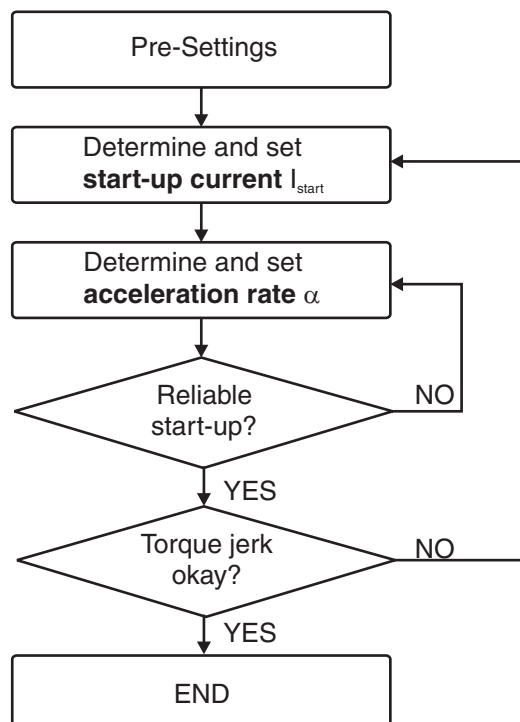 Pre-Settings
Determine and set
start-up current I_start
Determine and set
acceleration rate α
Reliable
start-up?
NO
YES
Torque jerk
okay?
NO
YES
END